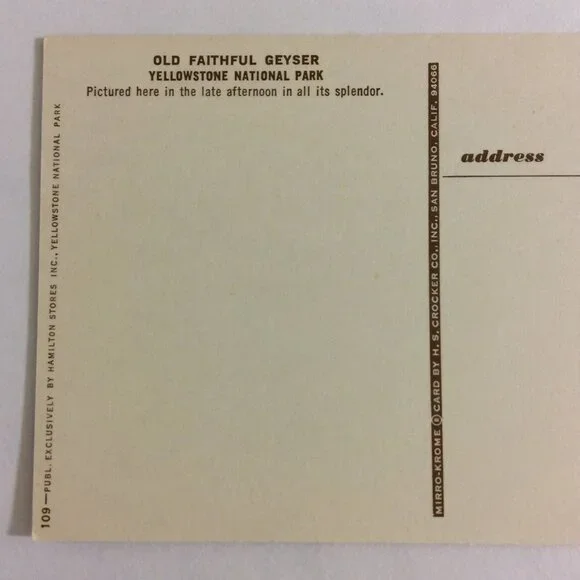 OLD FAITHFUL GEYSER
YELLOWSTONE NATIONAL PARK
Pictured here in the late afternoon in all its splendor.
109—PUBL. EXCLUSIVELY BY HAMILTON STORES INC., YELLOWSTONE NATIONAL PARK
MIRRO-KROME ® CARD BY H. S. CROCKER CO., INC., SAN BRUNO, CALIF. 94066
address